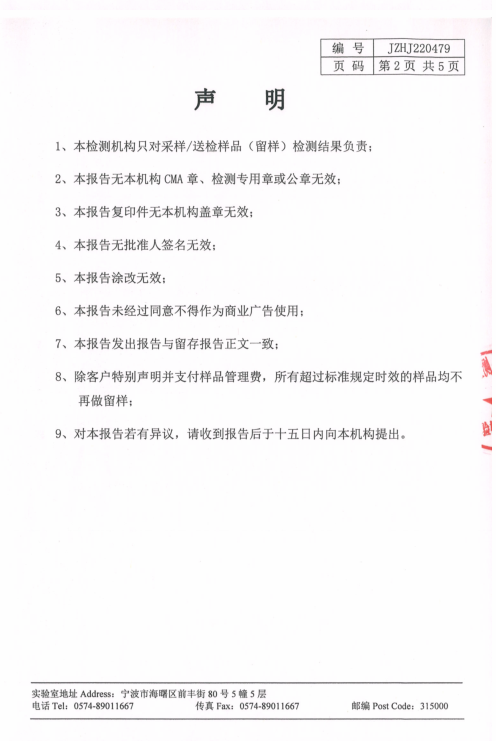 编 号 JZHJ220479
页 码 第 2 页 共 5 页
声 明
1、本检测机构只对采样/送检样品（留样）检测结果负责；
2、本报告无本机构 CMA 章、检测专用章或公章无效；
3、本报告复印件无本机构盖章无效；
4、本报告无批准人签名无效；
5、本报告涂改无效；
6、本报告未经过同意不得作为商业广告使用；
7、本报告发出报告与留存报告正文一致；
8、除客户特别声明并支付样品管理费，所有超过标准规定时效的样品均不
再做留样；
9、对本报告若有异议，请收到报告后于十五日内向本机构提出。
实验室地址 Address：宁波市海曙区前丰街 80 号 5 幢 5 层
电话 Tel：0574-89011667 传真 Fax：0574-89011667 邮编 Post Code：315000